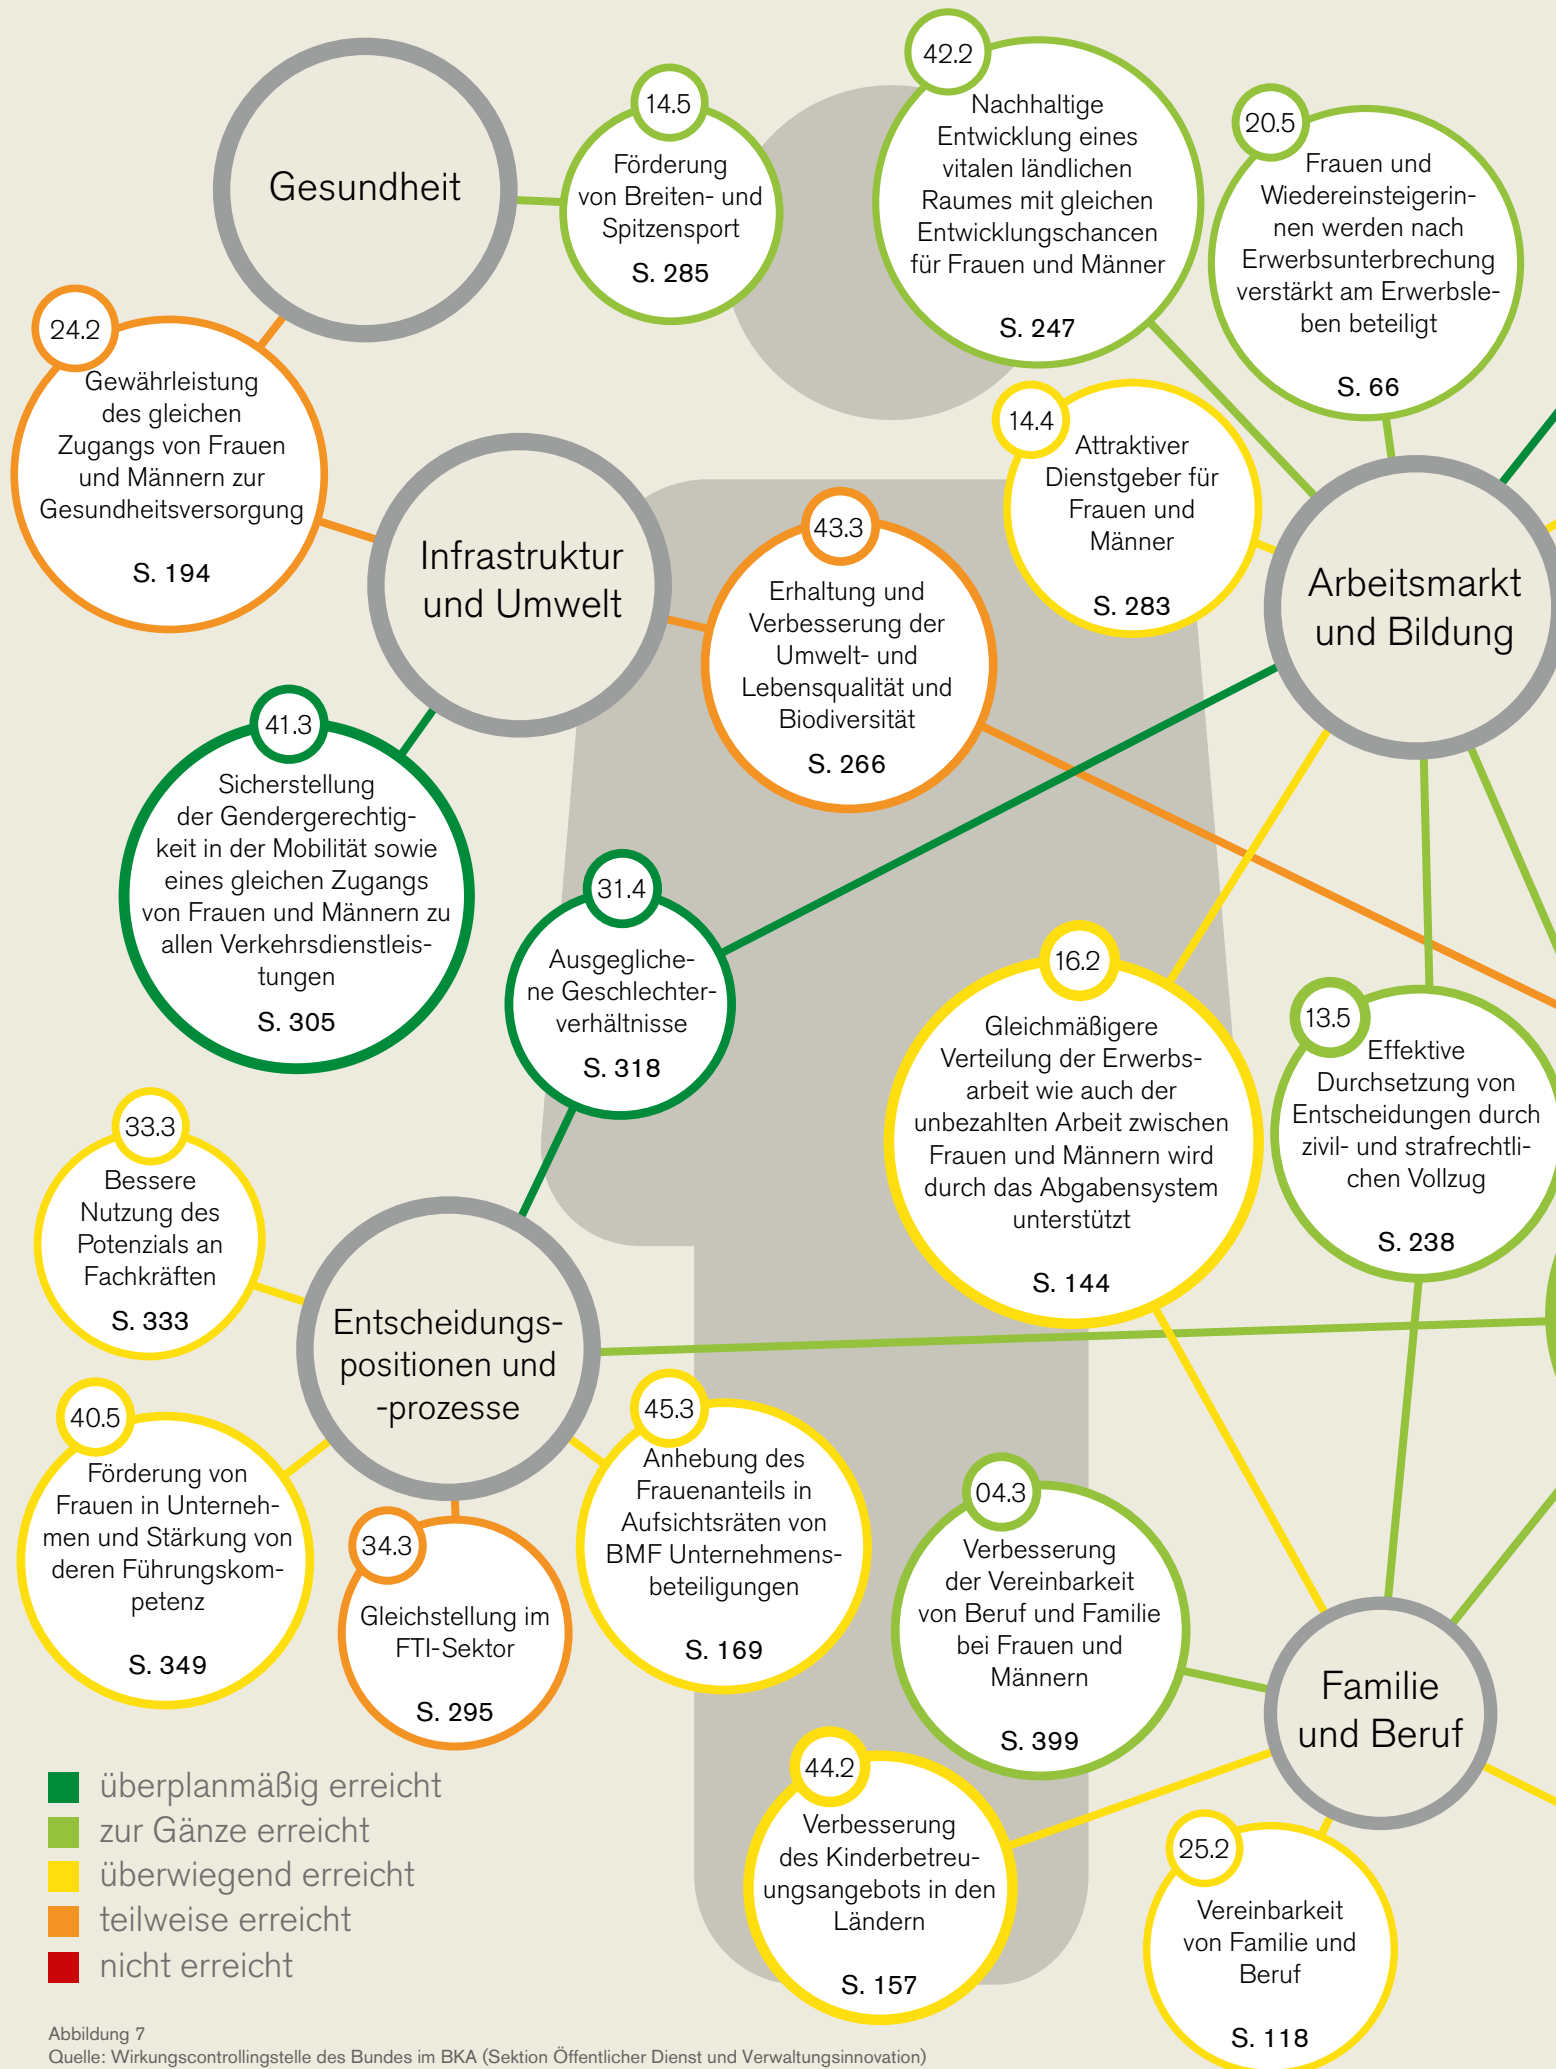 Gesundheit
14.5
Förderung
von Breiten- und
Spitzensport
S. 285
42.2
Nachhaltige
Entwicklung eines
vitalen ländlichen
Raumes mit gleichen
Entwicklungschancen
für Frauen und Männer
S. 247
20.5
Frauen und
Wiedereinsteigerin-
nen werden nach
Erwerbsunterbrechung
verstärkt am Erwerbsle-
ben beteiligt
S. 66
24.2
Gewährleistung
des gleichen
Zugangs von Frauen
und Männern zur
Gesundheitsversorgung
S. 194
Infrastruktur
und Umwelt
43.3
Erhaltung und
Verbesserung der
Umwelt- und
Lebensqualität und
Biodiversität
S. 266
14.4
Attraktiver
Dienstgeber für
Frauen und
Männer
S. 283
Arbeitsmarkt
und Bildung
41.3
Sicherstellung
der Gendergerechtig-
keit in der Mobilität sowie
eines gleichen Zugangs
von Frauen und Männern zu
allen Verkehrsdienstleis-
tungen
S. 305
31.4
Ausgegliche-
ne Geschlechter-
verhältnisse
S. 318
16.2
Gleichmäßigere
Verteilung der Erwerbs-
arbeit wie auch der
unbezahlten Arbeit zwischen
Frauen und Männern wird
durch das Abgabensystem
unterstützt
S. 144
13.5
Effektive
Durchsetzung von
Entscheidungen durch
zivil- und strafrechtli-
chen Vollzug
S. 238
33.3
Bessere
Nutzung des
Potenzials an
Fachkräften
S. 333
Entscheidungs-
positionen und
-prozesse
40.5
Förderung von
Frauen in Unterneh-
men und Stärkung von
deren Führungskom-
petenz
S. 349
34.3
Gleichstellung im
FTI-Sektor
S. 295
45.3
Anhebung des
Frauenanteils in
Aufsichtsräten von
BMF Unternehmens-
beteiligungen
S. 169
04.3
Verbesserung
der Vereinbarkeit
von Beruf und Familie
bei Frauen und
Männern
S. 399
Familie
und Beruf
44.2
Verbesserung
des Kinderbetreu-
ungsangebots in den
Ländern
S. 157
25.2
Vereinbarkeit
von Familie und
Beruf
S. 118
überplanmäßig erreicht
zur Gänze erreicht
überwiegend erreicht
teilweise erreicht
nicht erreicht
Abbildung 7
Quelle: Wirkungscontrollingstelle des Bundes im BKA (Sektion Öffentlicher Dienst und Verwaltungsinnovation)